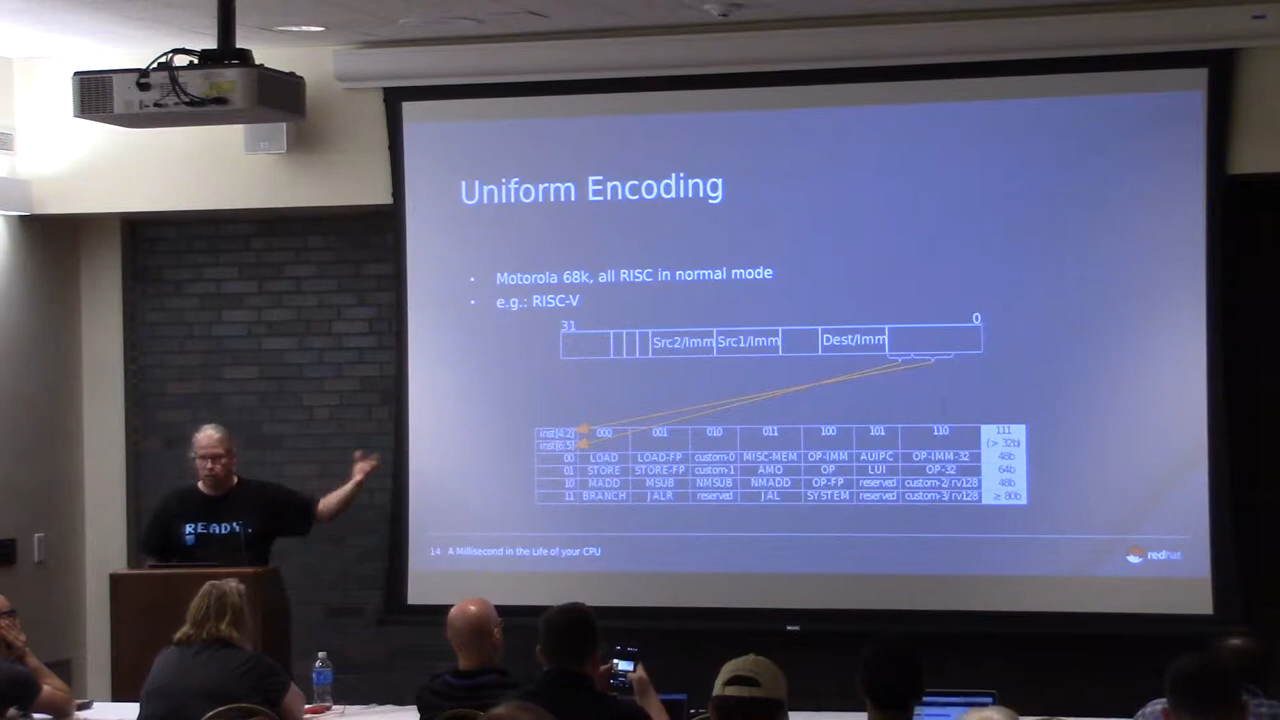 Uniform Encoding
• Motorola 68k, all RISC in normal mode
• e.g.: RISC-V
31 0
Src2/Imm Src1/Imm Dest/Imm
inst[4:2] 000 001 010 011 100 101 110 111
inst[6:5] (> 32b)
00 LOAD LOAD-FP custom-0 MISC-MEM OP-IMM AUIPC OP-IMM-32 48b
01 STORE STORE-FP custom-1 AMO OP LUI OP-32 64b
10 MADD MSUB NMSUB NMADD OP-FP reserved custom-2/rv128 48b
11 BRANCH JALR reserved JAL SYSTEM reserved custom-3/rv128 ≥ 80b
READY.
14 A Millisecond in the Life of your CPU
redhat